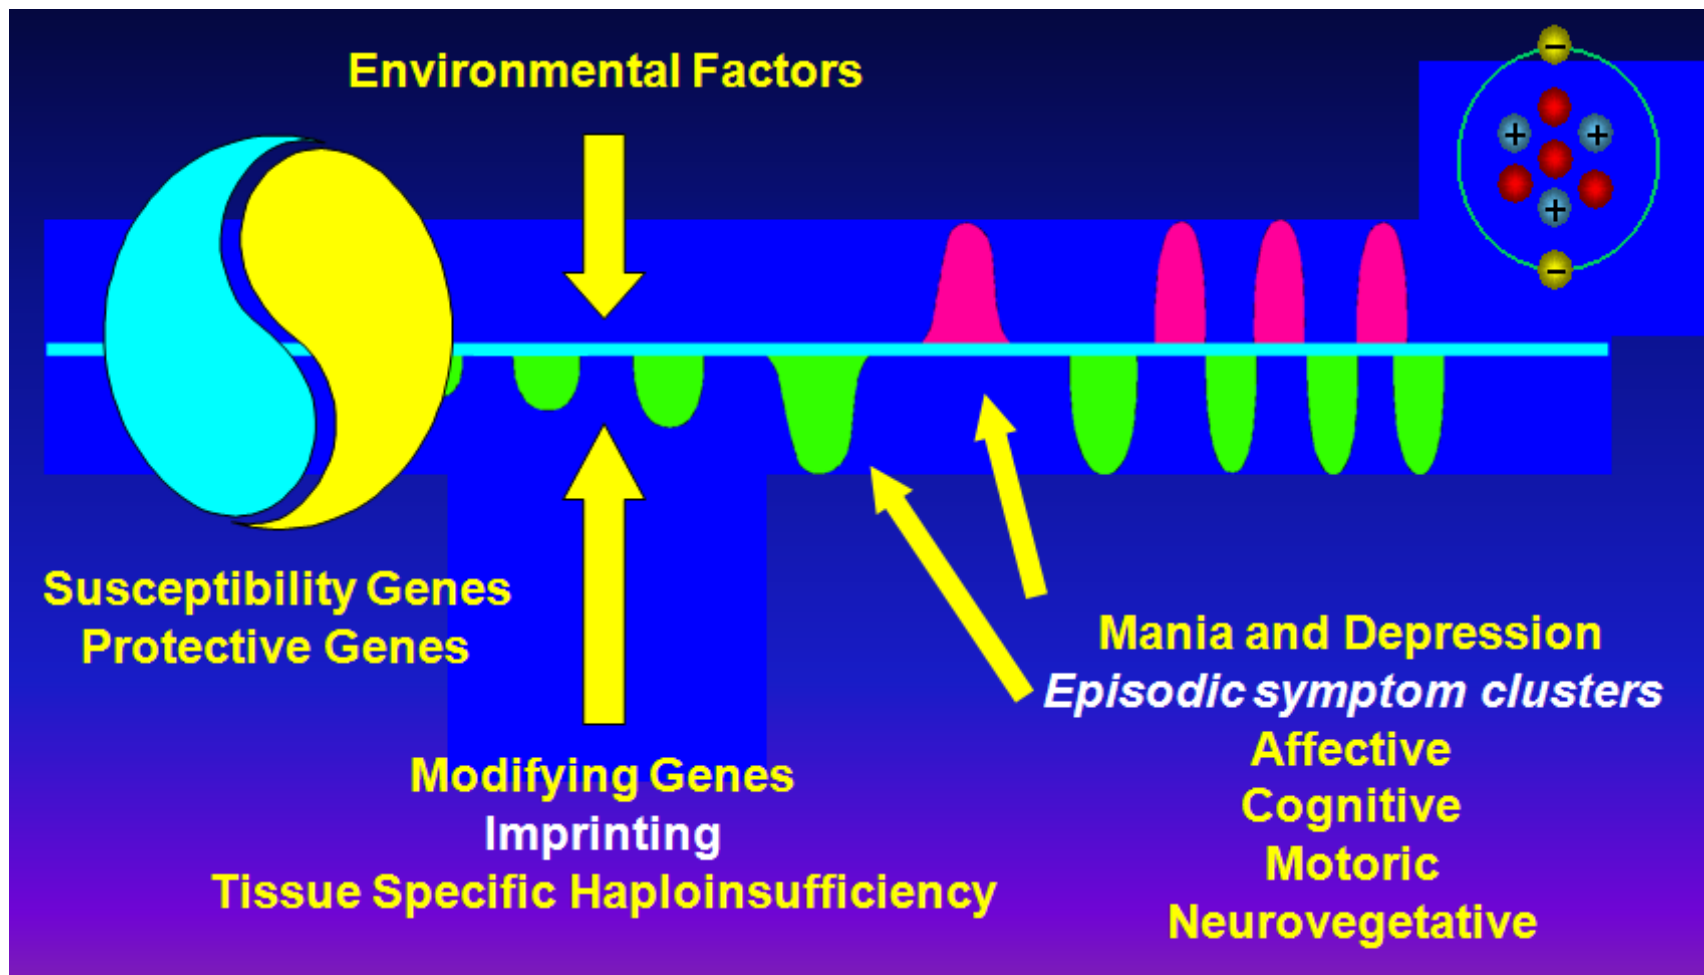 Environmental Factors
−
+
+
+
−
Susceptibility Genes
Protective Genes
Modifying Genes
Imprinting
Tissue Specific Haploinsufficiency
Mania and Depression
Episodic symptom clusters
Affective
Cognitive
Motoric
Neurovegetative